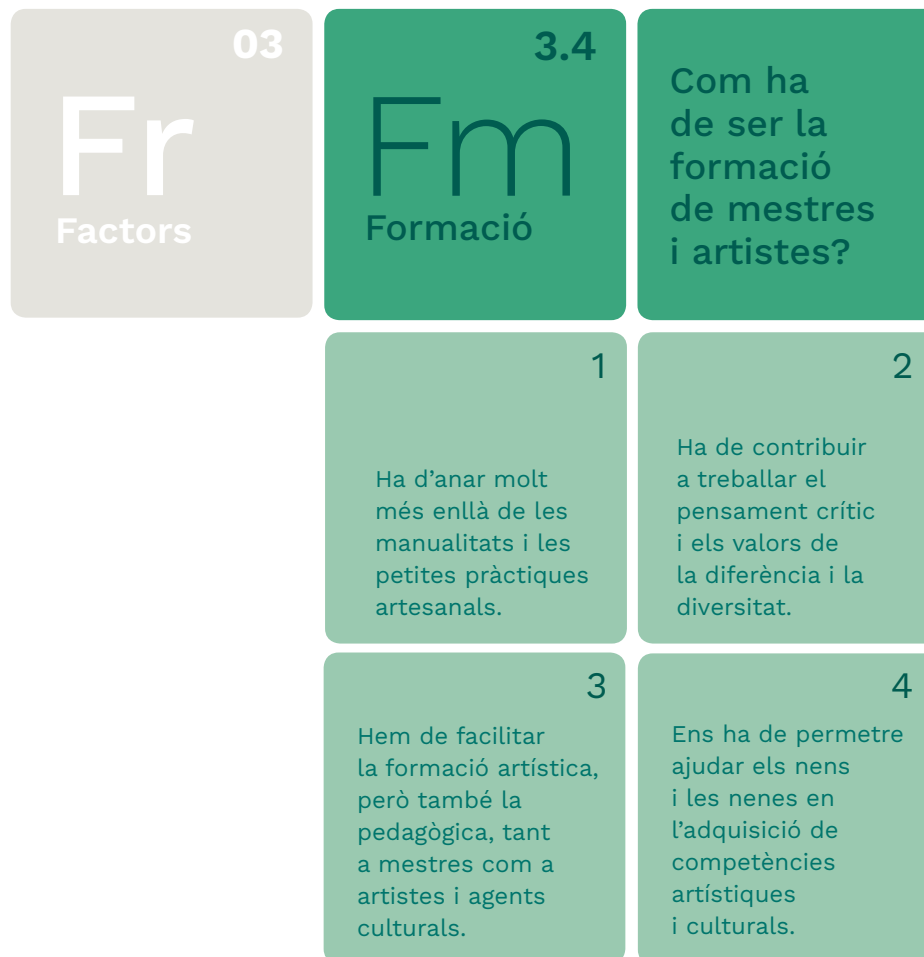 03
Fr
Factors
3.4
Fm
Formació
Com ha
de ser la
formació
de mestres
i artistes?
1
Ha d’anar molt
més enllà de les
manualitats i les
petites pràctiques
artesanals.
2
Ha de contribuir
a treballar el
pensament crític
i els valors de
la diferència i la
diversitat.
3
Hem de facilitar
la formació artística,
però també la
pedagògica, tant
a mestres com a
artistes i agents
culturals.
4
Ens ha de permetre
ajudar els nens
i les nenes en
l’adquisició de
competències
artístiques
i culturals.